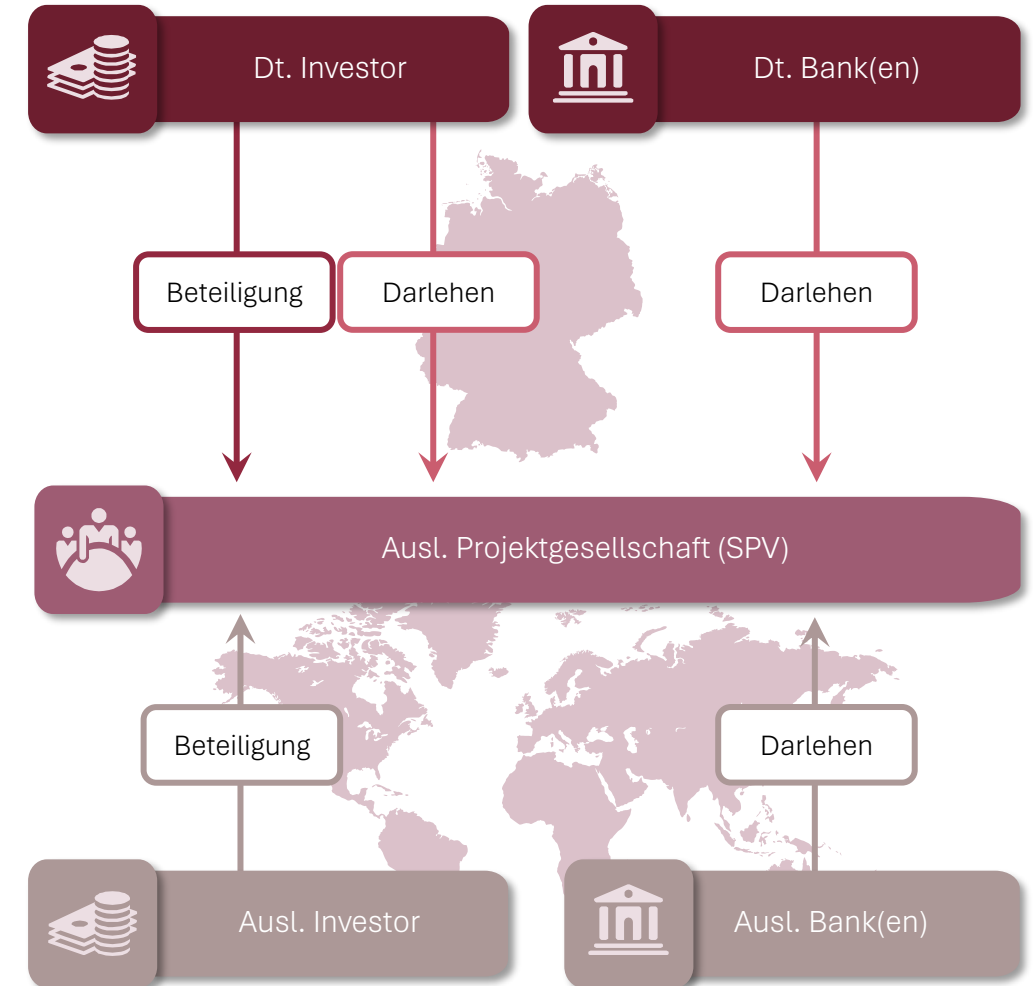 Dt. Investor
Dt. Bank(en)
Beteiligung
Darlehen
Darlehen
Ausl. Projektgesellschaft (SPV)
Beteiligung
Darlehen
Ausl. Investor
Ausl. Bank(en)